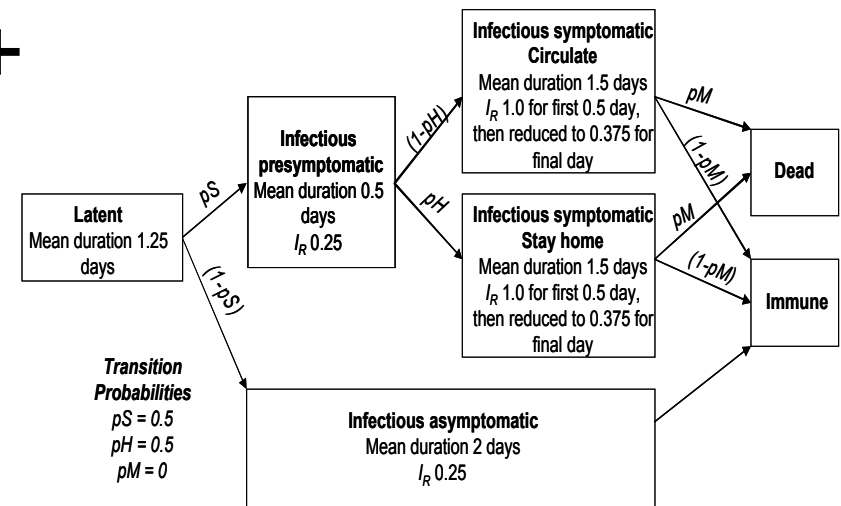 Latent
Mean duration 1.25
days
pS
(1-pS)
Infectious
presymptomatic
Mean duration 0.5
days
I_R 0.25
(1-pH)
pH
Infectious symptomatic
Circulate
Mean duration 1.5 days
I_R 1.0 for first 0.5 day,
then reduced to 0.375 for
final day
Infectious symptomatic
Stay home
Mean duration 1.5 days
I_R 1.0 for first 0.5 day,
then reduced to 0.375 for
final day
pM
(1-pM)
pM
(1-pM)
Dead
Immune
Transition
Probabilities
pS = 0.5
pH = 0.5
pM = 0
Infectious asymptomatic
Mean duration 2 days
I_R 0.25